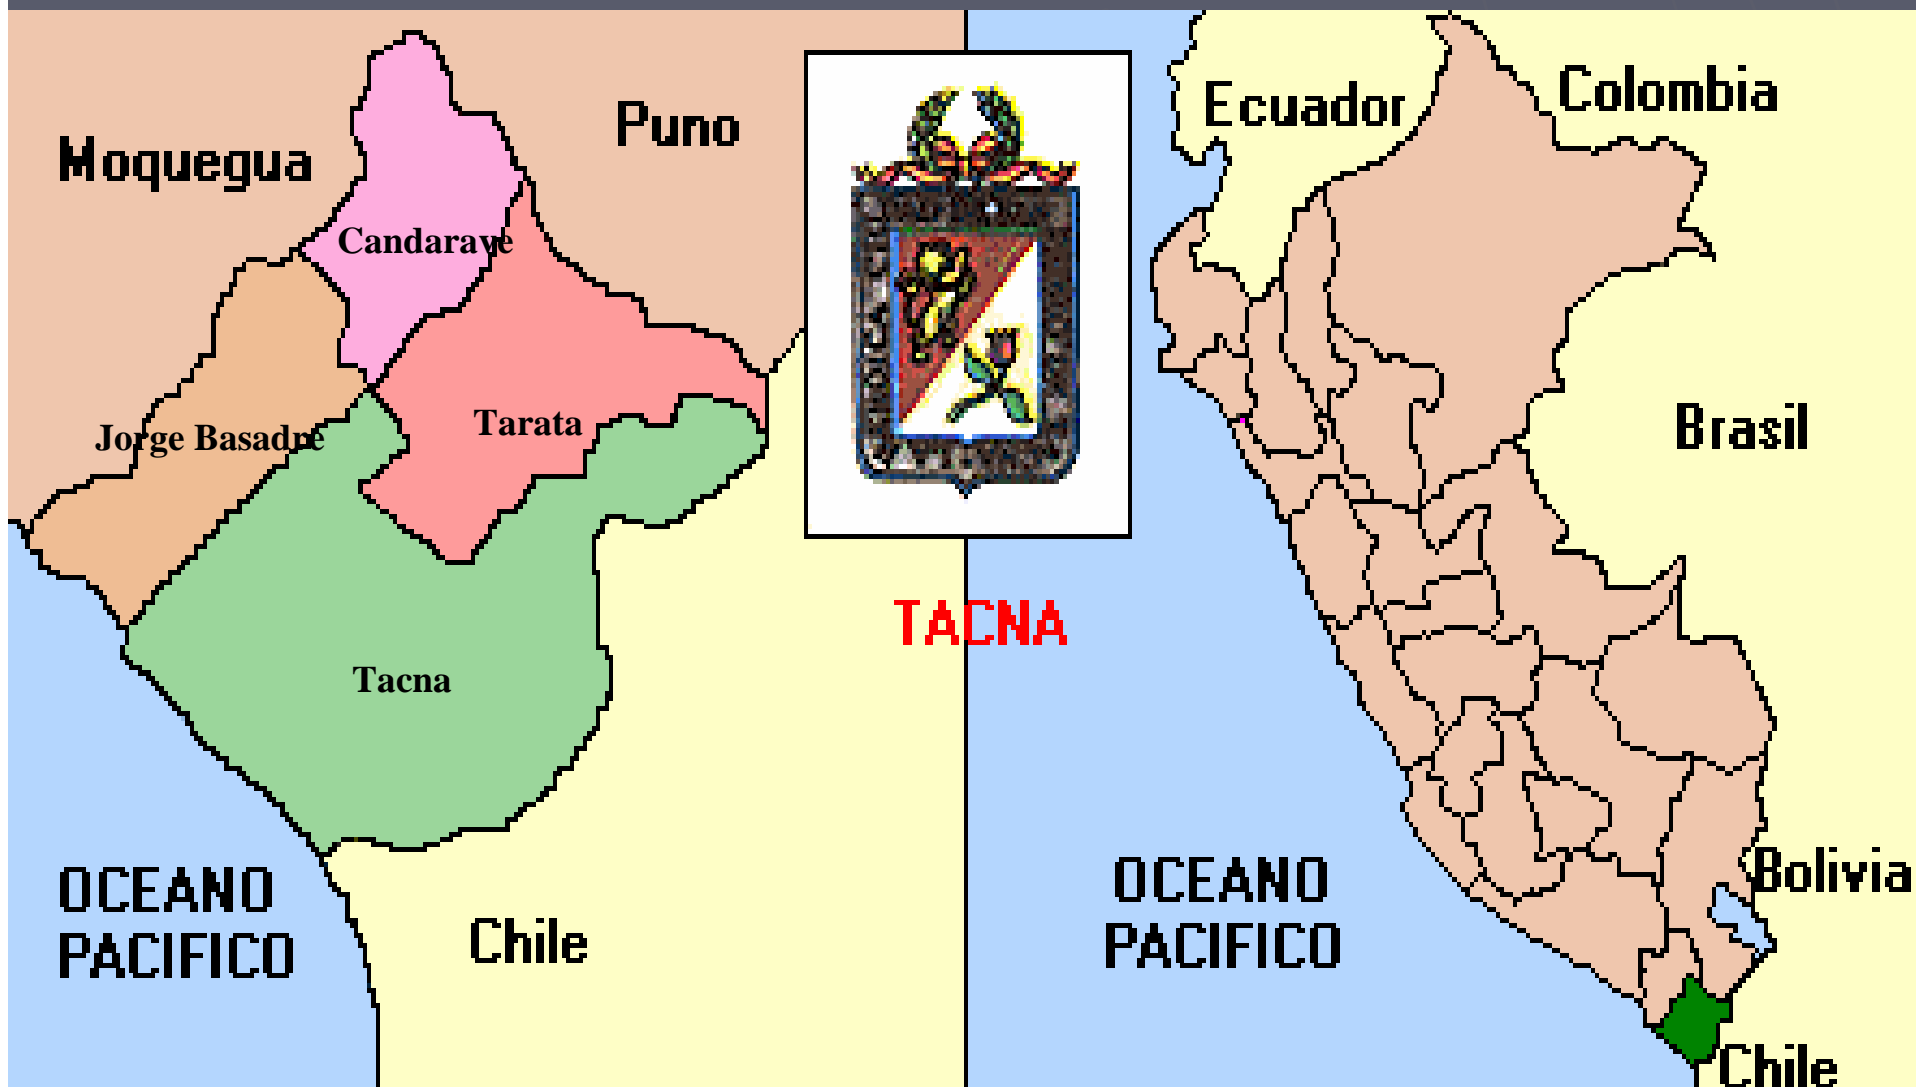 Moquegua
Puno
Candarave
Jorge Basadre
Tarata
Tacna
OCEANO
PACIFICO
Chile
TACNA
Ecuador
Colombia
Brasil
OCEANO
PACIFICO
Bolivia
Chile